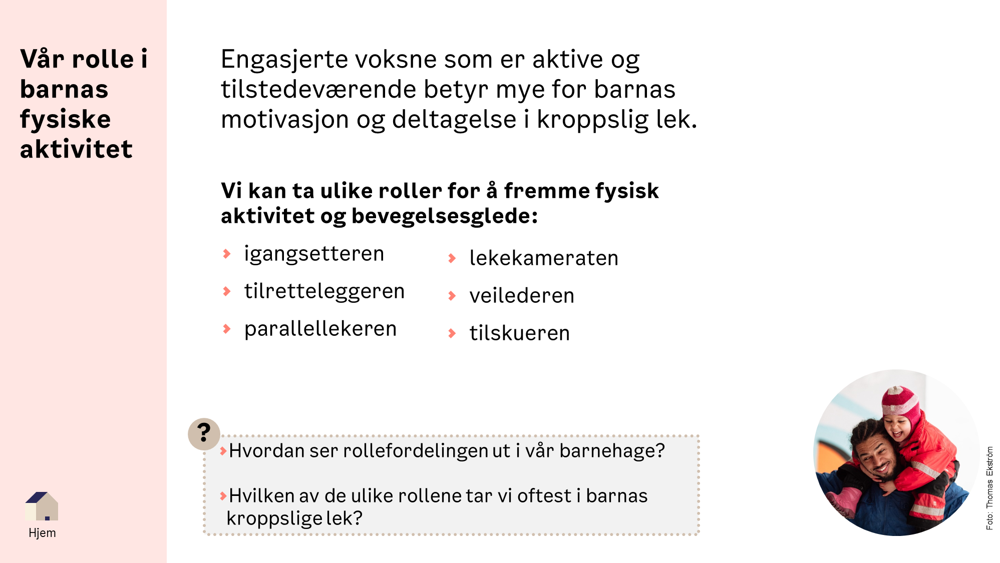 Vår rolle i
barnas
fysiske
aktivitet
Engasjerte voksne som er aktive og
tilstedeværende betyr mye for barnas
motivasjon og deltagelse i kroppslig lek.
Vi kan ta ulike roller for å fremme fysisk
aktivitet og bevegelsesglede:
igangsetteren
tilretteleggeren
parallellekeren
lekekameraten
veilederen
tilskueren
?
Hvordan ser rollefordelingen ut i vår barnehage?
Hvilken av de ulike rollene tar vi oftest i barnas
kroppslige lek?
Hjem
Foto: Thomas Ekström